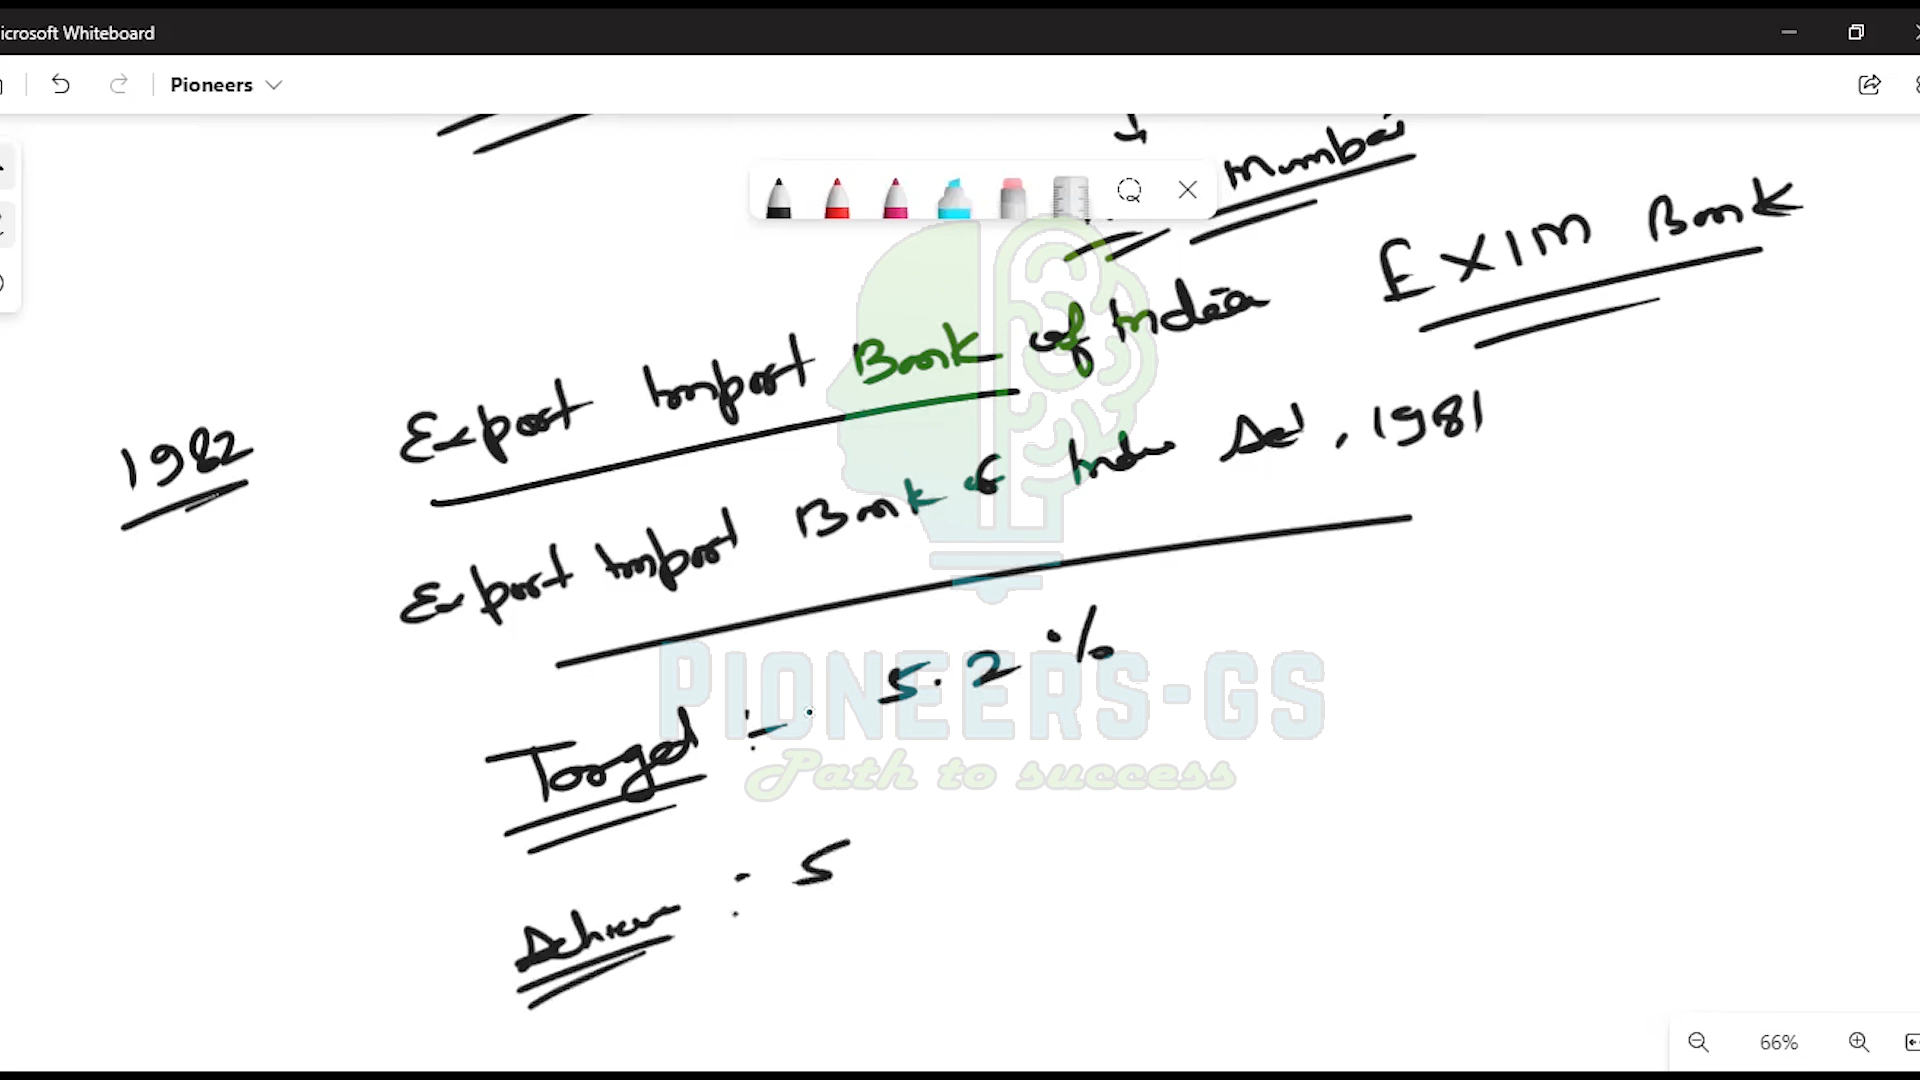 icrosoft Whiteboard
Pioneers
Mumbai
EXIM Bank
Export Import Bank of India
1982
Export Import Bank of India Act, 1981
Target :- 5.2 %
Achieve : 5
PIONEERS-GS
Path to success
66%